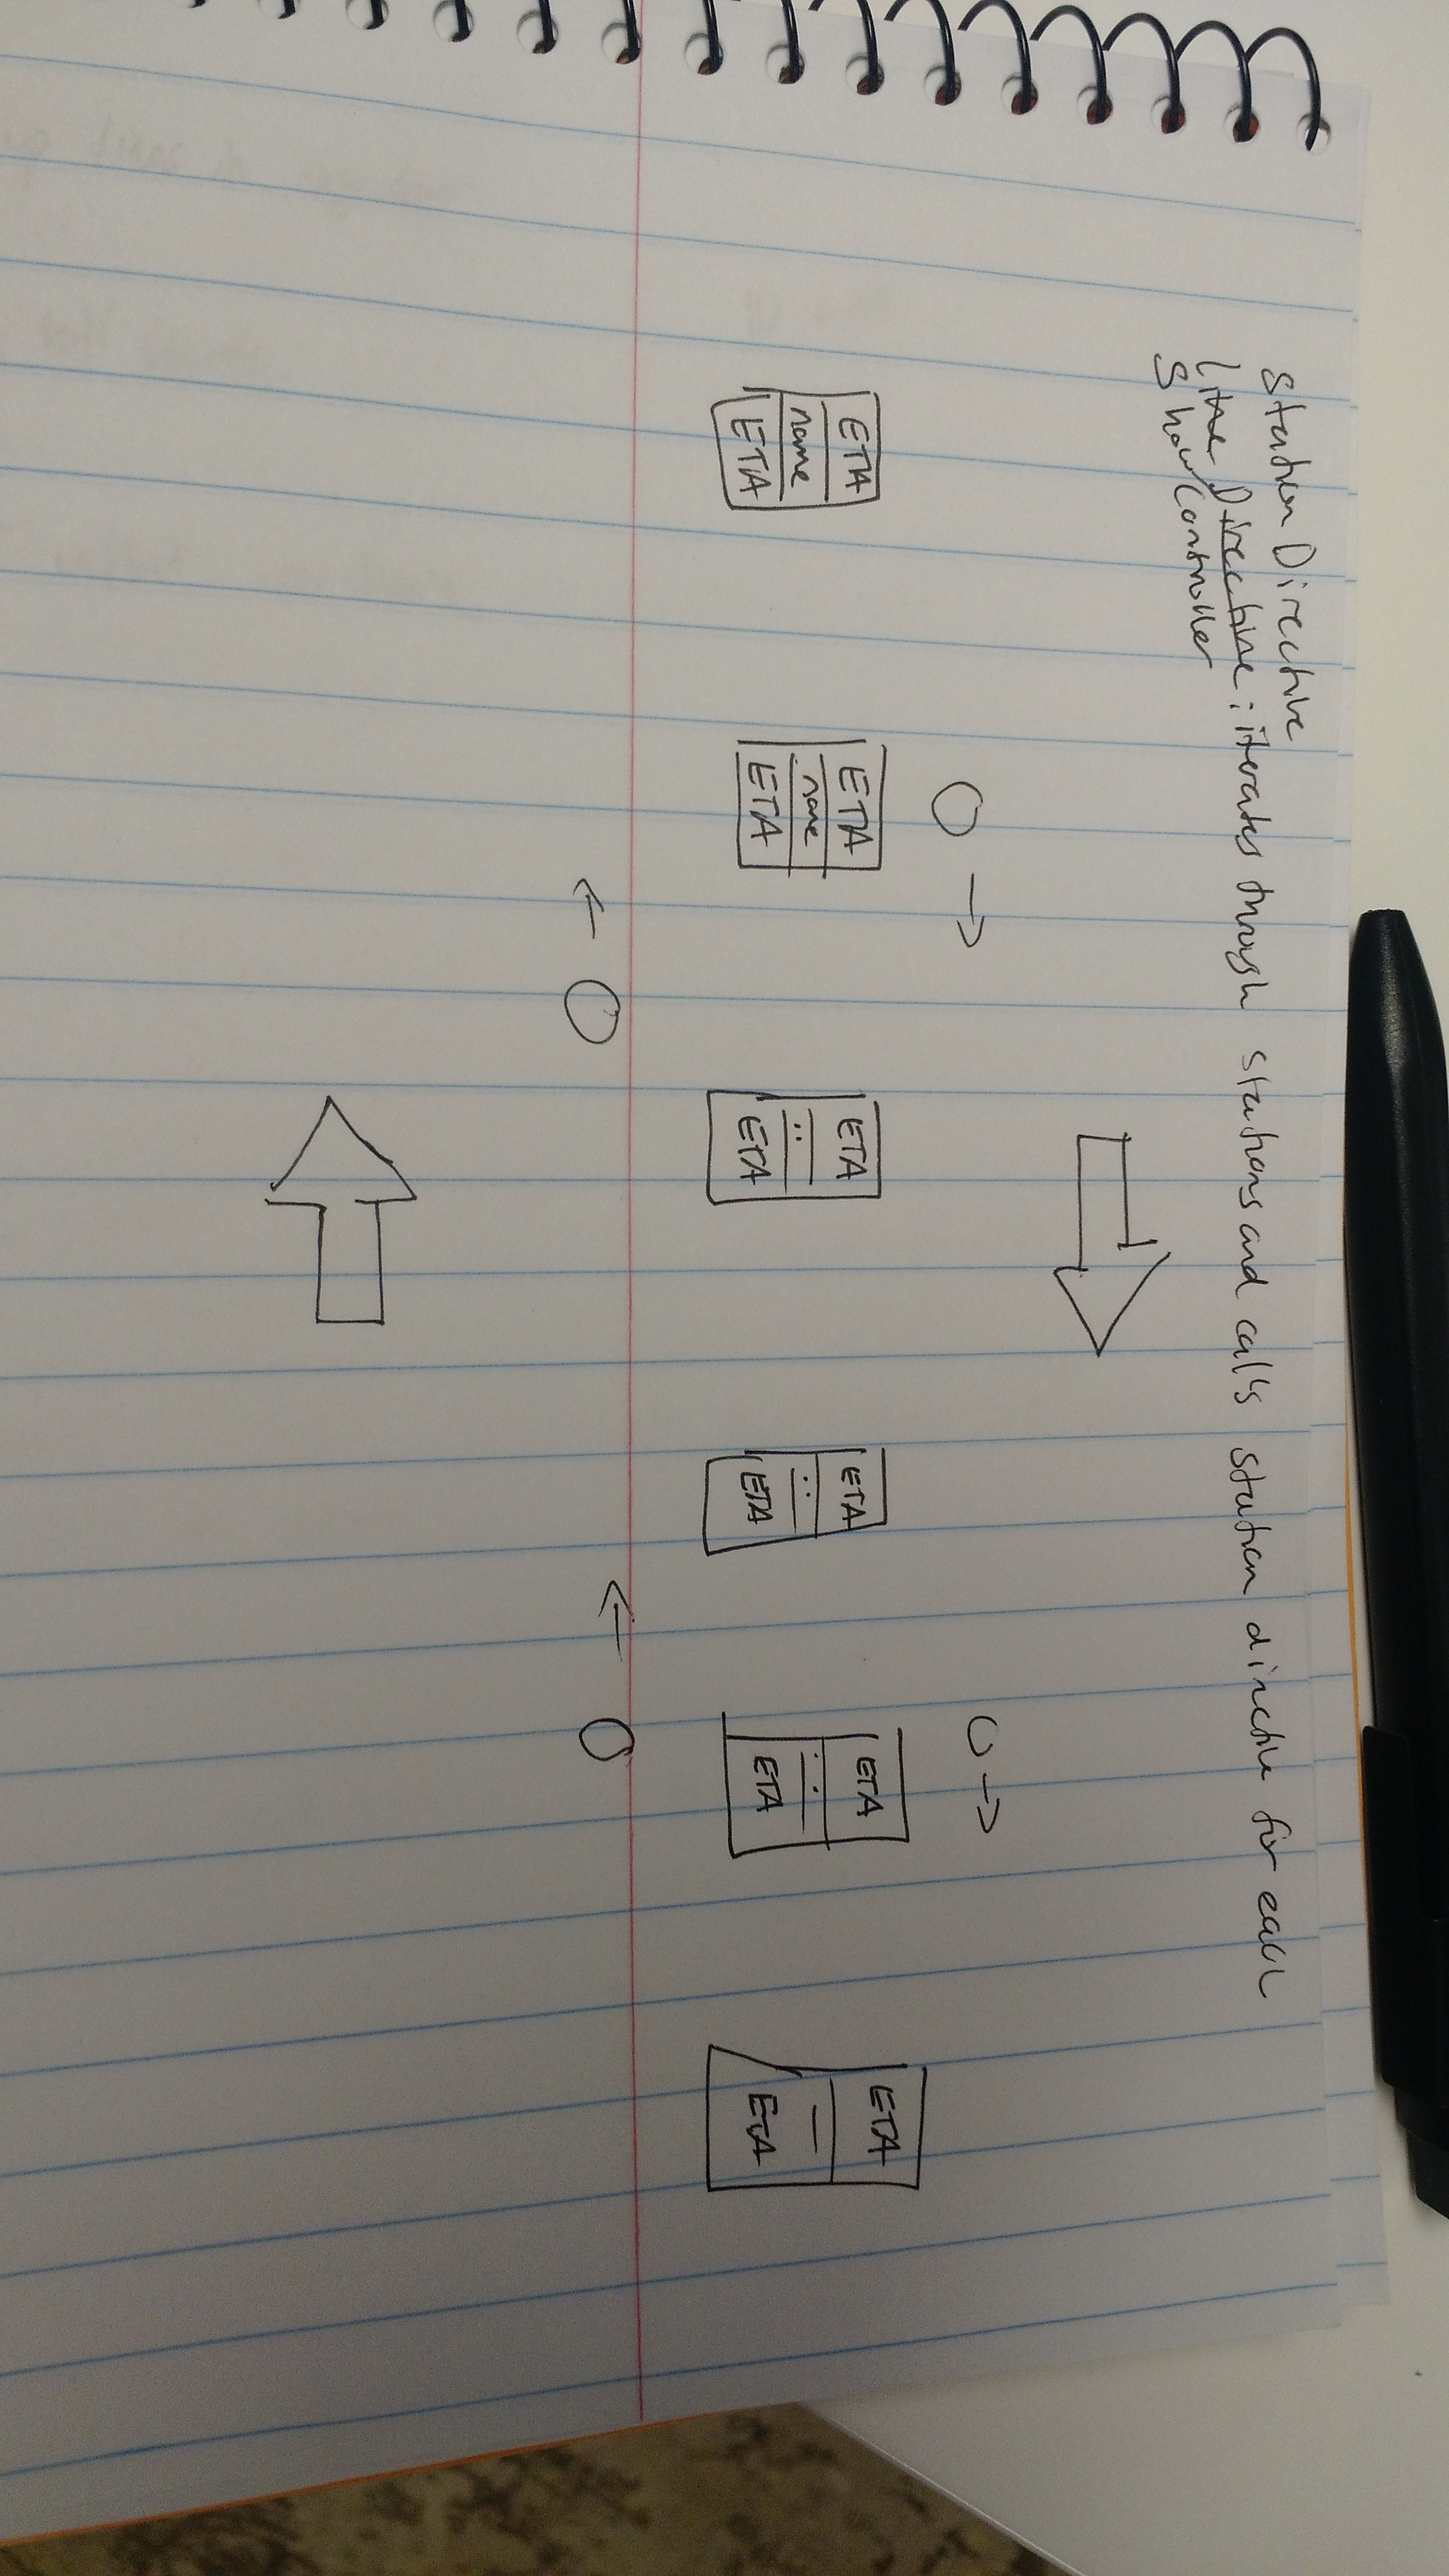 Station Directive
Line Directive: iterates through stations and calls station directive for each
Show Controller
ETA ETA ETA ETA ETA ETA
name name
ETA ETA ETA ETA ETA ETA